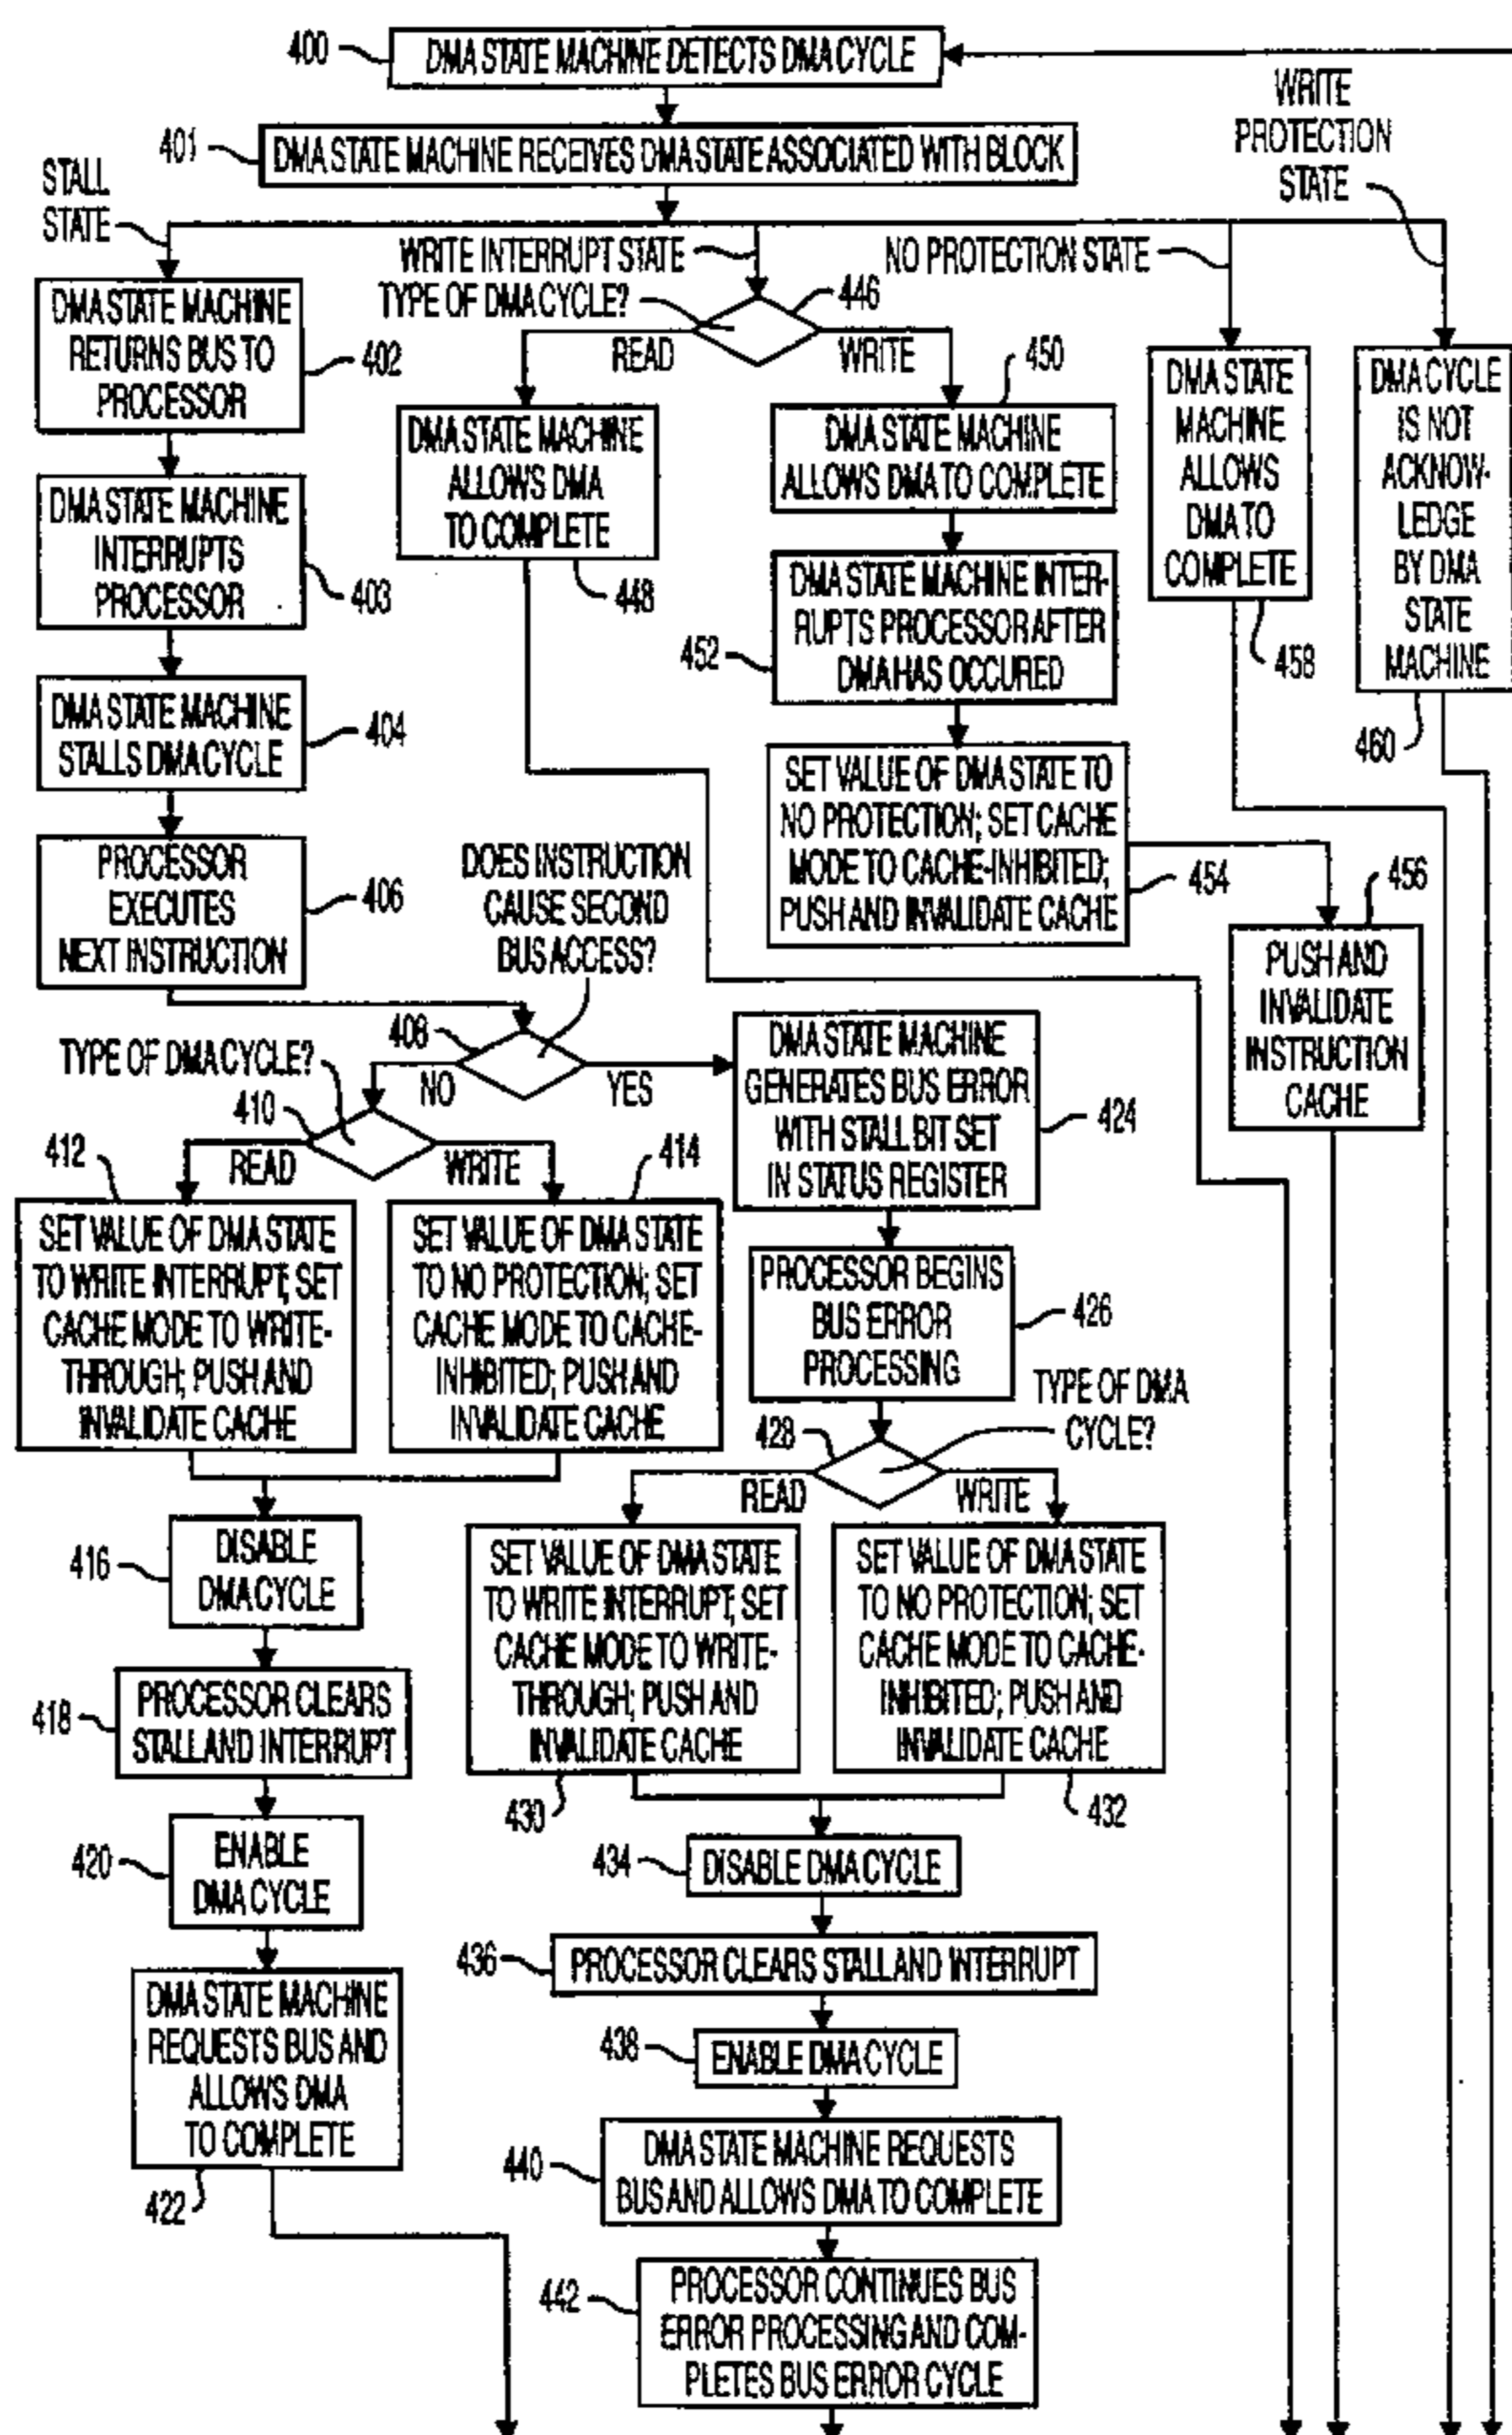 400
DMA STATE MACHINE DETECTS DMA CYCLE
401
DMA STATE MACHINE RECEIVES DMA STATE ASSOCIATED WITH BLOCK
STALL
STATE
WRITE INTERRUPT STATE
NO PROTECTION STATE
WRITE
PROTECTION
STATE
DMA STATE MACHINE
RETURNS BUS TO
PROCESSOR
402
DMA STATE MACHINE
INTERRUPTS
PROCESSOR
403
DMA STATE MACHINE
STALLS DMA CYCLE
404
PROCESSOR
EXECUTES
NEXT INSTRUCTION
406
TYPE OF DMA CYCLE?
446
READ
WRITE
DMA STATE MACHINE
ALLOWS DMA
TO COMPLETE
448
450
DMA STATE MACHINE
ALLOWS DMA TO COMPLETE
DMA STATE MACHINE INTER-
RUPTS PROCESSOR AFTER
DMA HAS OCCURED
452
SET VALUE OF DMA STATE TO
NO PROTECTION; SET CACHE
MODE TO CACHE-INHIBITED;
PUSH AND INVALIDATE CACHE
454
456
PUSH AND
INVALIDATE
INSTRUCTION
CACHE
DMA STATE
MACHINE
ALLOWS
DMA TO
COMPLETE
458
DMA CYCLE
IS NOT
ACKNOW-
LEDGE
BY DMA
STATE
MACHINE
460
DOES INSTRUCTION
CAUSE SECOND
BUS ACCESS?
408
NO
YES
TYPE OF DMA CYCLE?
410
READ
WRITE
412
SET VALUE OF DMA STATE
TO WRITE INTERRUPT; SET
CACHE MODE TO WRITE-
THROUGH; PUSH AND
INVALIDATE CACHE
414
SET VALUE OF DMA STATE
TO NO PROTECTION; SET
CACHE MODE TO CACHE-
INHIBITED; PUSH AND
INVALIDATE CACHE
416
DISABLE
DMA CYCLE
418
PROCESSOR CLEARS
STALL AND INTERRUPT
420
ENABLE
DMA CYCLE
DMA STATE MACHINE
REQUESTS BUS AND
ALLOWS DMA
TO COMPLETE
422
DMA STATE MACHINE
GENERATES BUS ERROR
WITH STALL BIT SET
IN STATUS REGISTER
424
PROCESSOR BEGINS
BUS ERROR
PROCESSING
426
TYPE OF DMA
CYCLE?
428
READ
WRITE
SET VALUE OF DMA STATE
TO WRITE INTERRUPT; SET
CACHE MODE TO WRITE-
THROUGH; PUSH AND
INVALIDATE CACHE
430
SET VALUE OF DMA STATE
TO NO PROTECTION; SET
CACHE MODE TO CACHE-
INHIBITED; PUSH AND
INVALIDATE CACHE
432
434
DISABLE DMA CYCLE
436
PROCESSOR CLEARS STALL AND INTERRUPT
438
ENABLE DMA CYCLE
440
DMA STATE MACHINE REQUESTS
BUS AND ALLOWS DMA TO COMPLETE
442
PROCESSOR CONTINUES BUS
ERROR PROCESSING AND COM-
PLETES BUS ERROR CYCLE